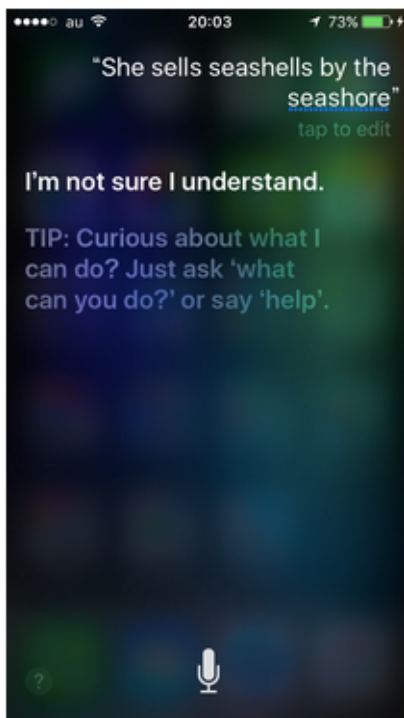 au 20:03 73%
“She sells seashells by the
seashore”
tap to edit
I'm not sure I understand.
TIP: Curious about what I
can do? Just ask ‘what
can you do?’ or say ‘help’.
?